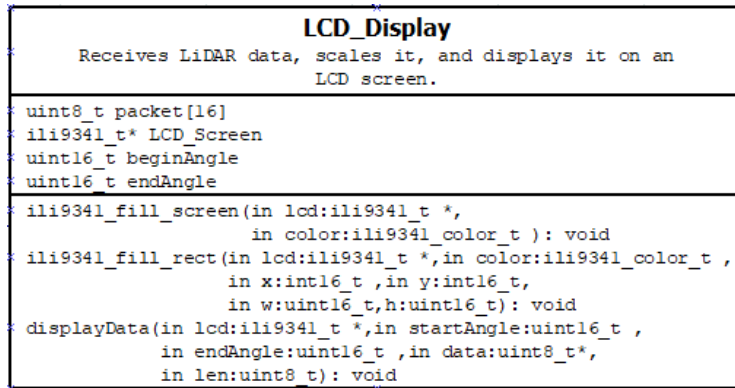 LCD_Display
Receives LiDAR data, scales it, and displays it on an
LCD screen.
uint8_t packet[16]
ili9341_t* LCD_Screen
uint16_t beginAngle
uint16_t endAngle
ili9341_fill_screen(in lcd:ili9341_t *,
in color:ili9341_color_t ): void
ili9341_fill_rect(in lcd:ili9341_t *,in color:ili9341_color_t ,
in x:int16_t ,in y:int16_t,
in w:uint16_t,h:uint16_t): void
displayData(in lcd:ili9341_t *,in startAngle:uint16_t ,
in endAngle:uint16_t ,in data:uint8_t*,
in len:uint8_t): void